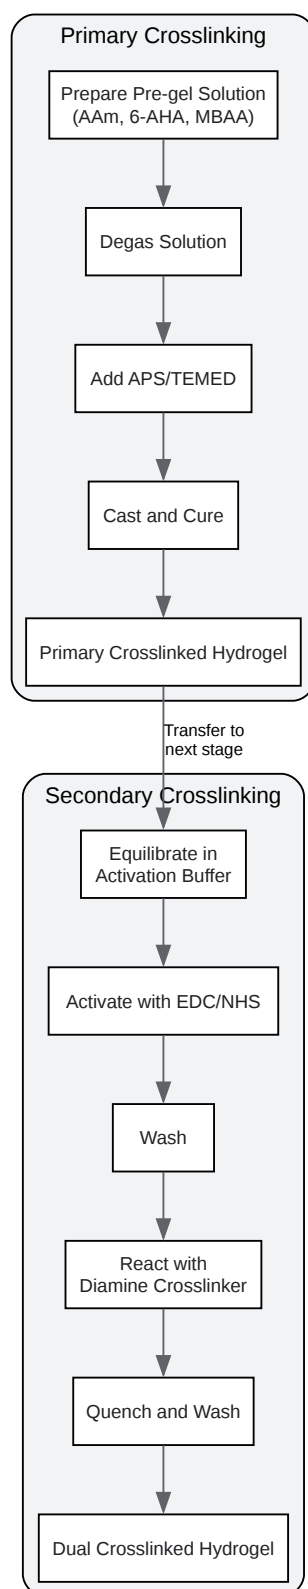 Primary Crosslinking
Prepare Pre-gel Solution
(AAm, 6-AHA, MBAA)
Degas Solution
Add APS/TEMED
Cast and Cure
Primary Crosslinked Hydrogel
Transfer to
next stage
Secondary Crosslinking
Equilibrate in
Activation Buffer
Activate with EDC/NHS
Wash
React with
Diamine Crosslinker
Quench and Wash
Dual Crosslinked Hydrogel